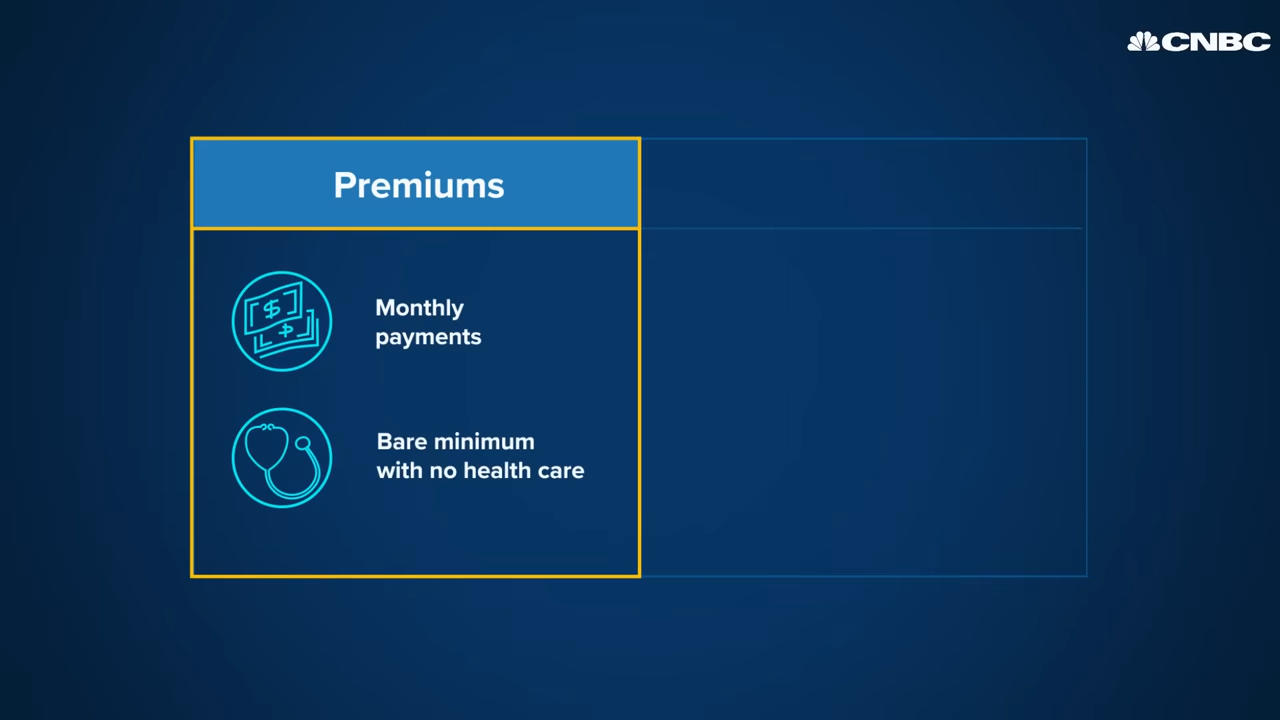 CNBC
Premiums
Monthly
payments
Bare minimum
with no health care